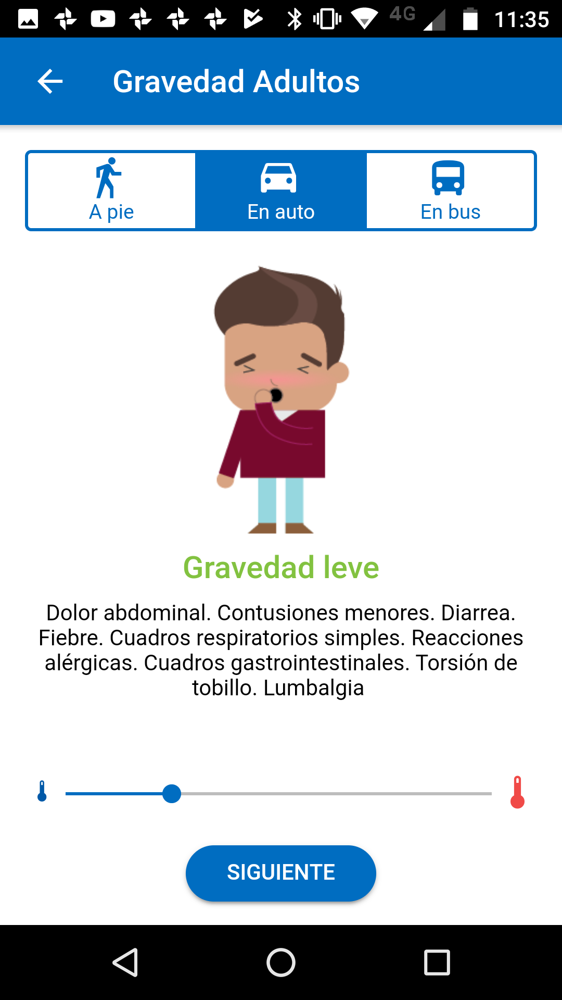 4G 11:35
Gravedad Adultos
A pie En auto En bus
Gravedad leve
Dolor abdominal. Contusiones menores. Diarrea.
Fiebre. Cuadros respiratorios simples. Reacciones
alérgicas. Cuadros gastrointestinales. Torsión de
tobillo. Lumbalgia
SIGUIENTE